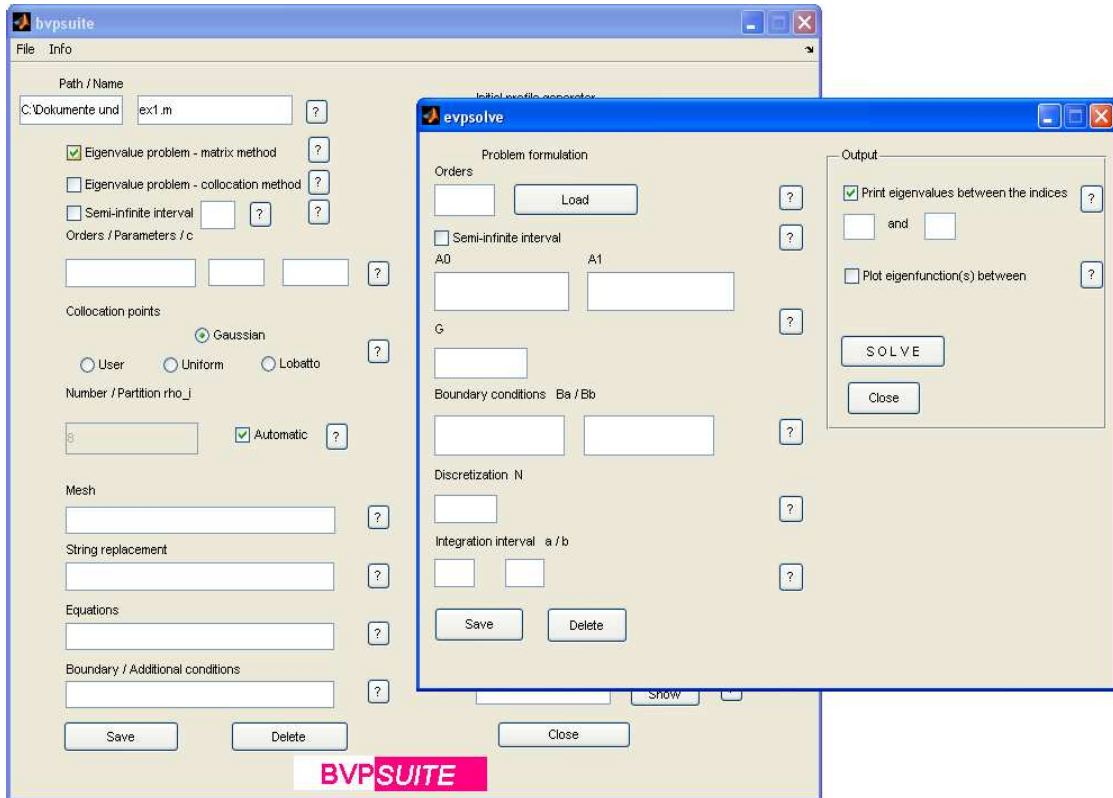 bvpsuite
File Info
Path / Name
C:\Dokumente und ex1.m ?
Eigenvalue problem - matrix method ?
Eigenvalue problem - collocation method ?
Semi-infinite interval ? ?
Orders / Parameters / c
?
Collocation points
Gaussian
User Uniform Lobatto ?
Number / Partition rho_i
8 Automatic ?
Mesh
?
String replacement
?
Equations
?
Boundary / Additional conditions
?
Save Delete
Initial profile generator
Show ?
Close
BVPSUITE
evpsolve
Problem formulation
Orders
Load ?
Semi-infinite interval ?
A0 A1
?
G
Boundary conditions Ba / Bb
?
Discretization N
?
Integration interval a / b
?
Save Delete
Output
Print eigenvalues between the indices ?
and
Plot eigenfunction(s) between ?
SOLVE
Close